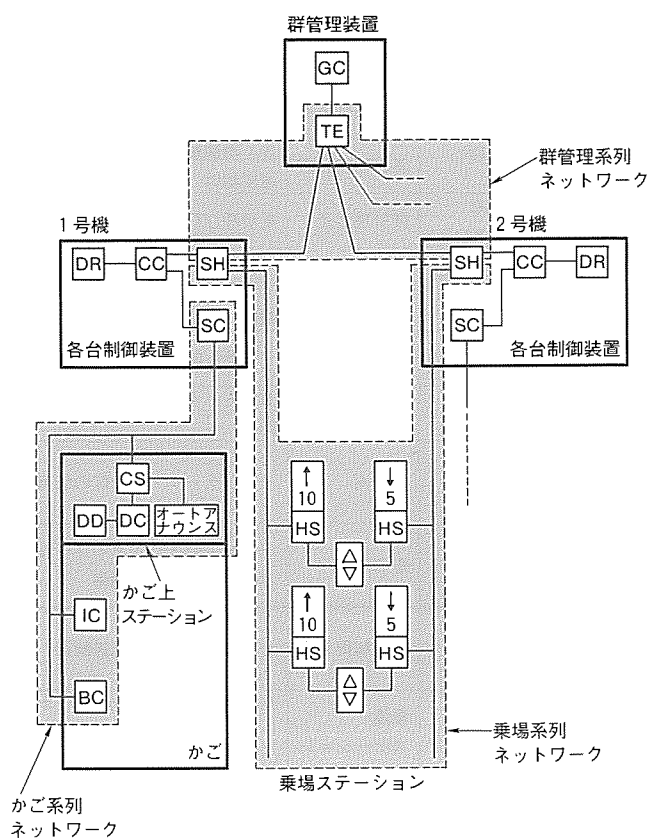 群管理装置
GC
TE
群管理系列
ネットワーク
1号機
2号機
DR
CC
SH
SH
CC
DR
SC
SC
各台制御装置
各台制御装置
CS
DD
DC
オートア
ナウンス
かご上
ステーション
IC
BC
かご
かご系列
ネットワーク
↑
10
HS
↓
5
HS
△
▽
↑
10
HS
↓
5
HS
△
▽
乗場系列
ネットワーク
乗場ステーション